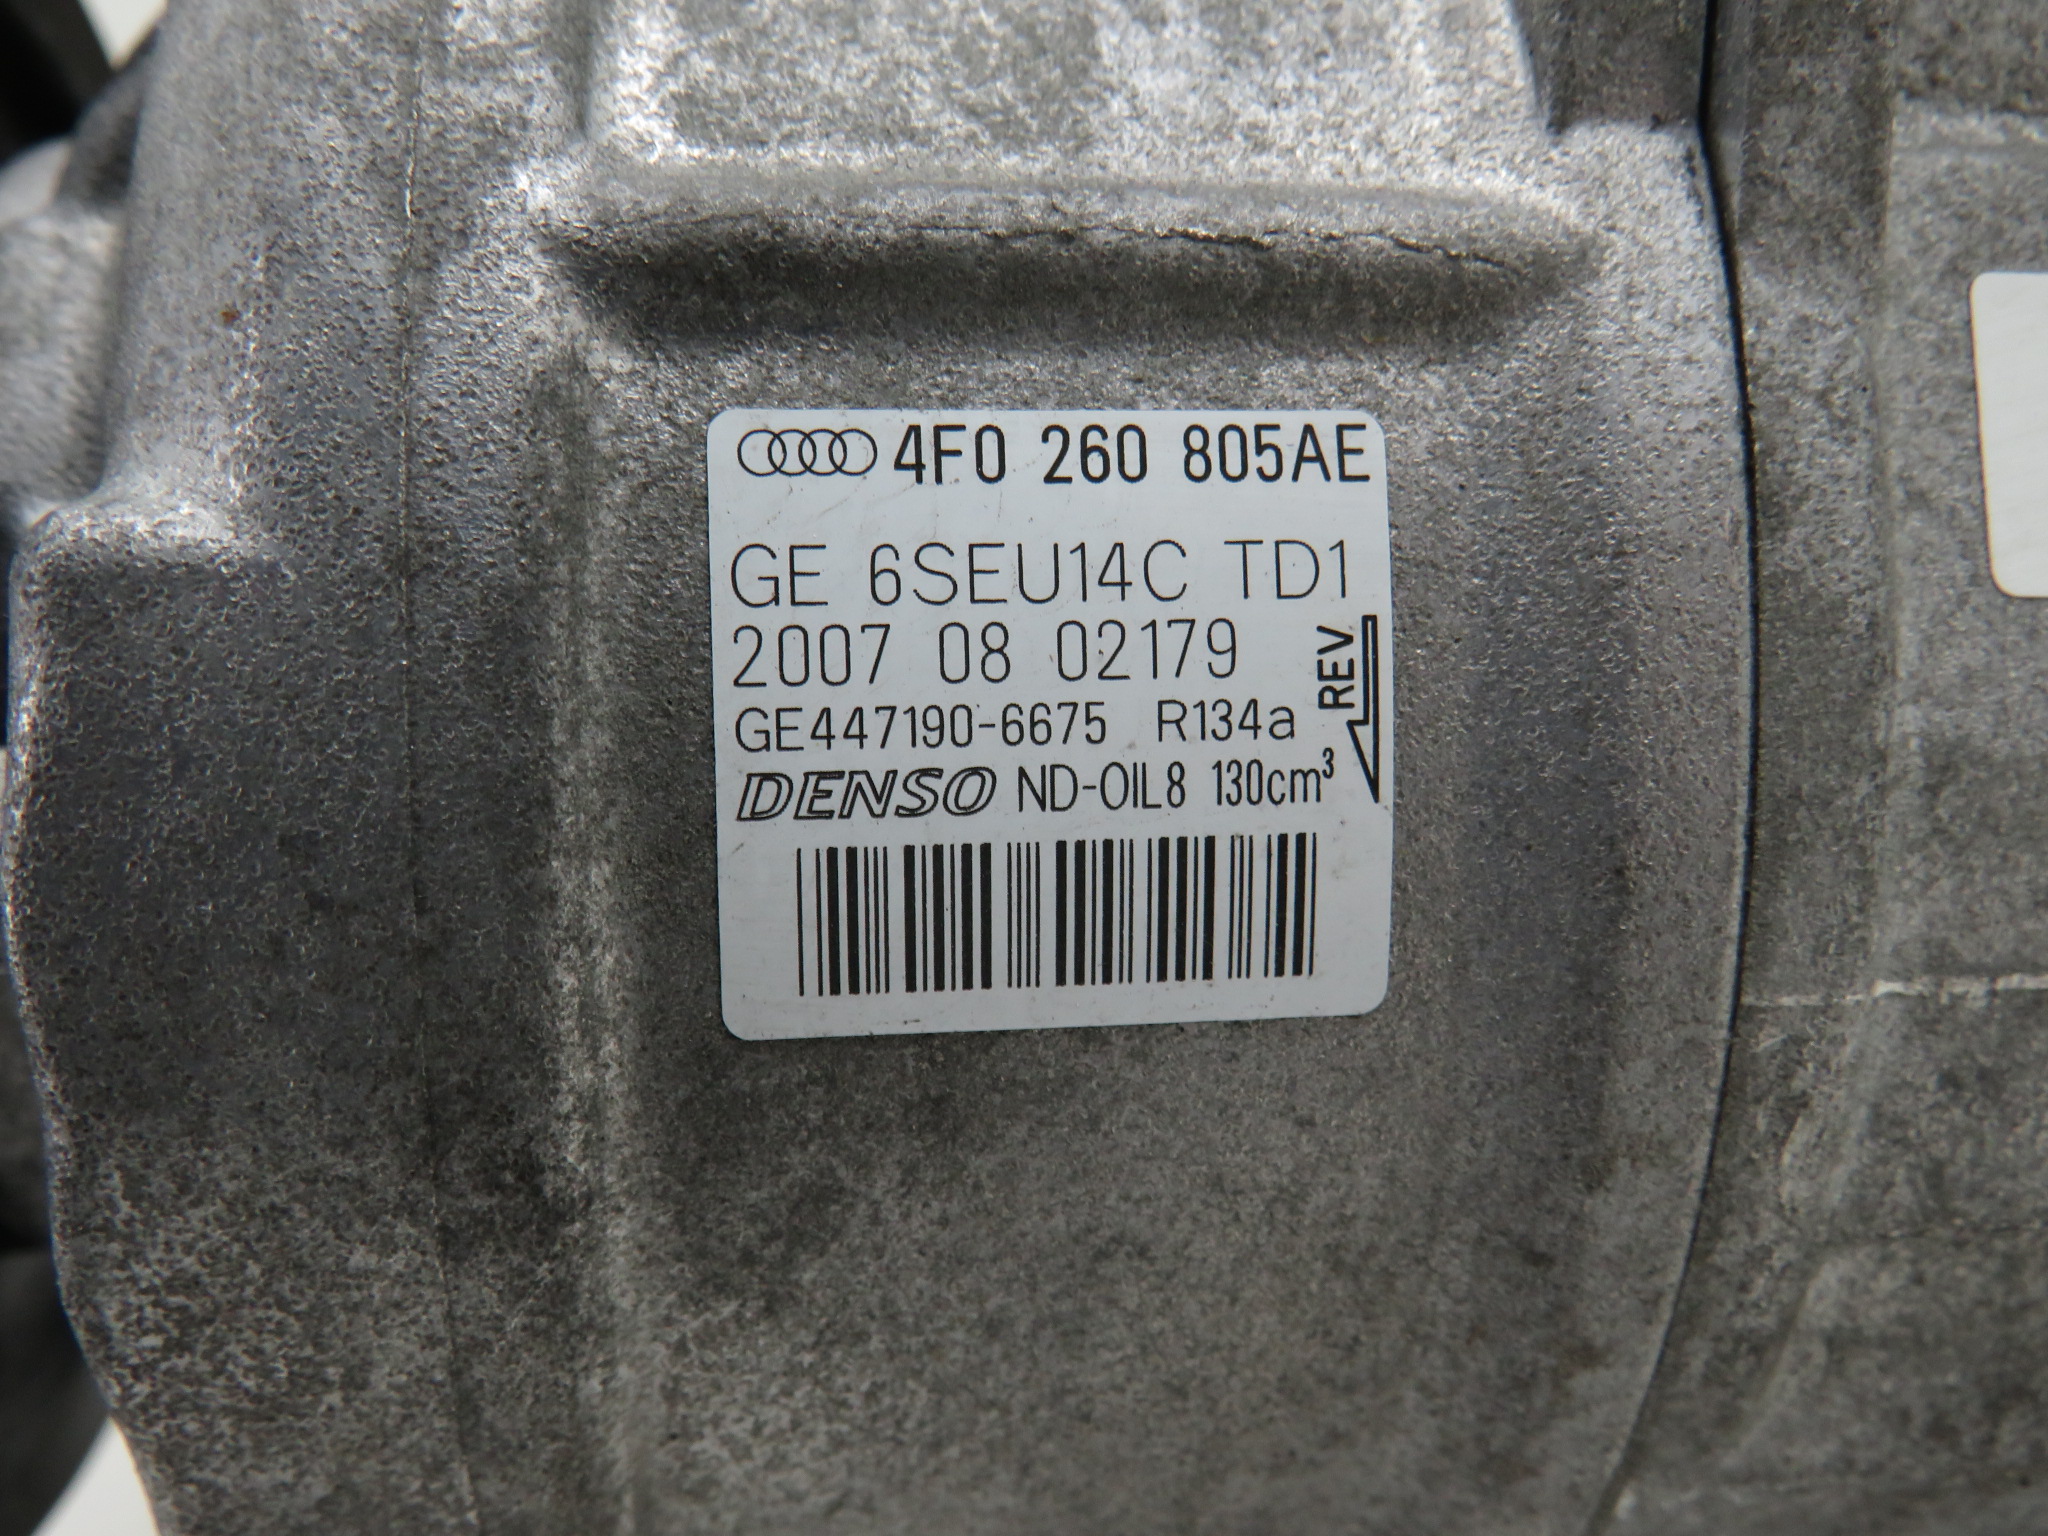 4F0 260 805AE
GE 6SEU14C TD1
2007 08 02179
REV
GE447190-6675 R134a
DENSO ND-OIL8 130cm³